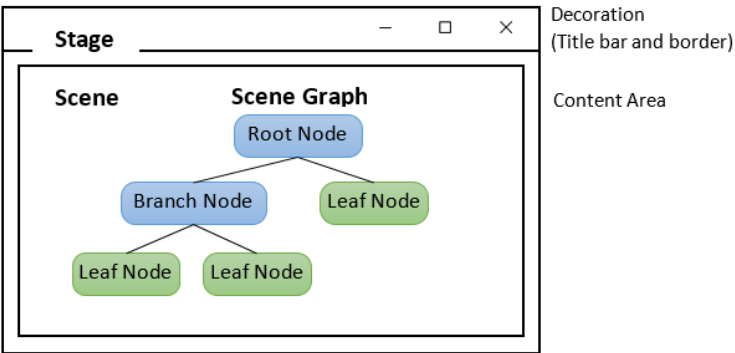 Decoration
(Title bar and border)
Stage
Scene
Scene Graph
Content Area
Root Node
Branch Node
Leaf Node
Leaf Node
Leaf Node